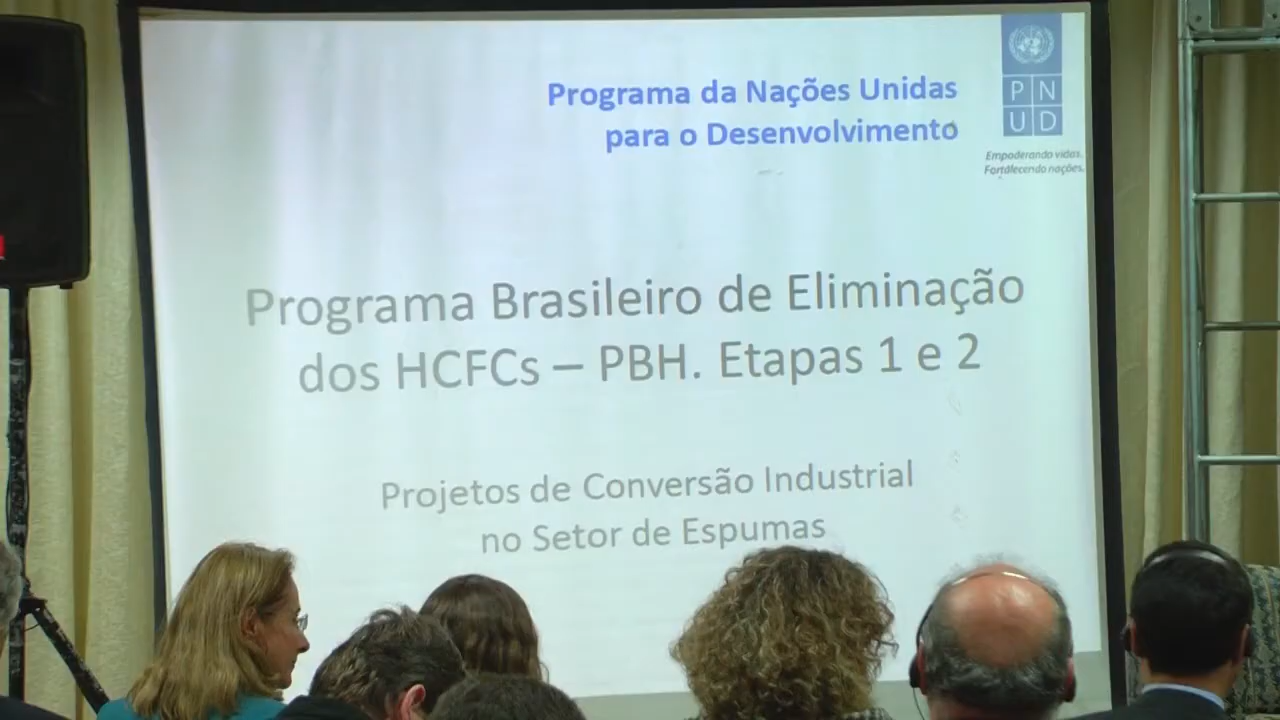 Programa da Nações Unidas
para o Desenvolvimento
P N
U D
Empoderando vidas.
Fortalecendo nações.
Programa Brasileiro de Eliminação
dos HCFCs – PBH. Etapas 1 e 2
Projetos de Conversão Industrial
no Setor de Espumas